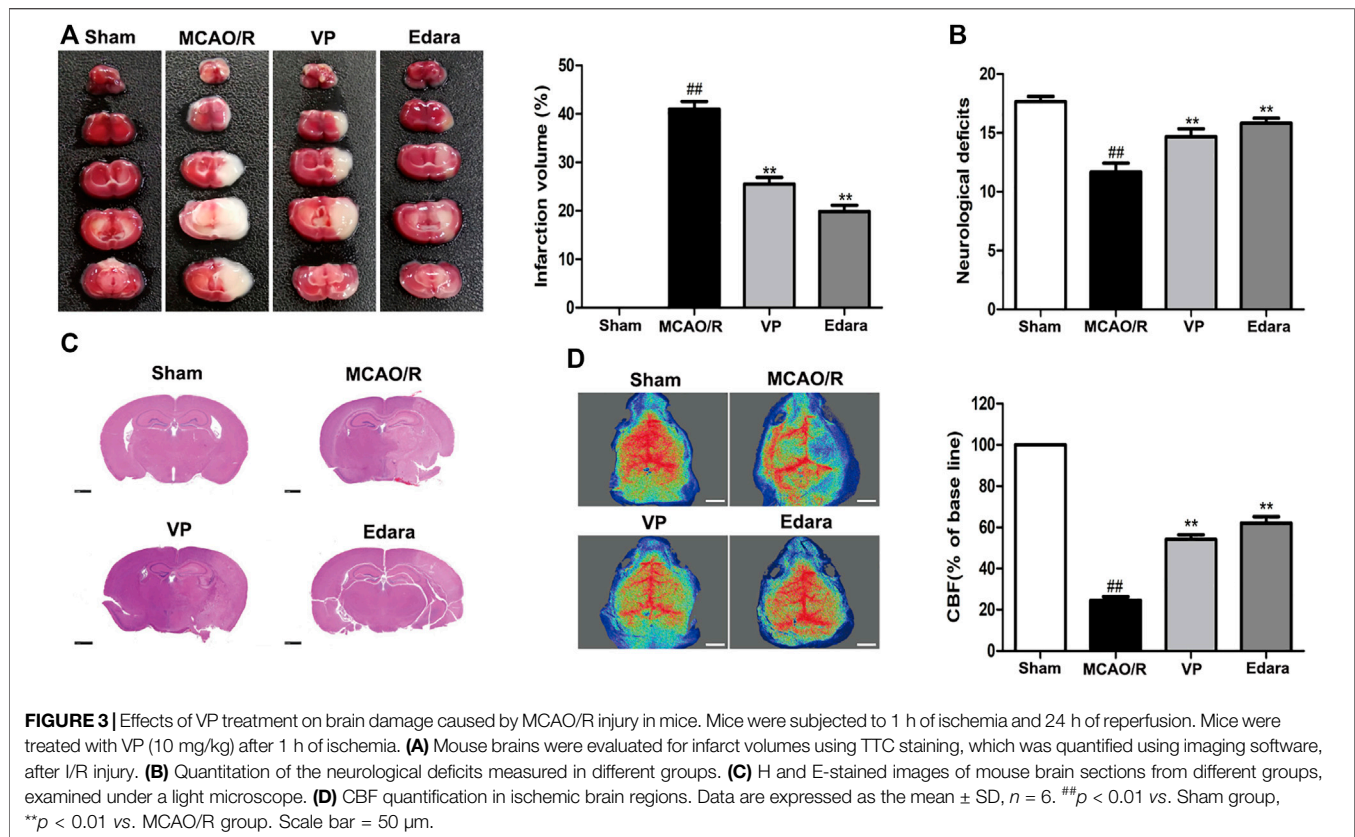 A
Sham
MCAO/R
VP
Edara
Infarction volume (%)
50
40
30
20
10
0
##
**
**
Sham
MCAO/R
VP
Edara
B
Neurological deficits
20
15
10
5
0
##
**
**
Sham
MCAO/R
VP
Edara
C
Sham
MCAO/R
VP
Edara
D
Sham
MCAO/R
VP
Edara
CBF(% of base line)
120
100
80
60
40
20
0
##
**
**
Sham
MCAO/R
VP
Edara
FIGURE 3 | Effects of VP treatment on brain damage caused by MCAO/R injury in mice. Mice were subjected to 1 h of ischemia and 24 h of reperfusion. Mice were
treated with VP (10 mg/kg) after 1 h of ischemia. (A) Mouse brains were evaluated for infarct volumes using TTC staining, which was quantified using imaging software,
after I/R injury. (B) Quantitation of the neurological deficits measured in different groups. (C) H and E-stained images of mouse brain sections from different groups,
examined under a light microscope. (D) CBF quantification in ischemic brain regions. Data are expressed as the mean ± SD, n = 6. ##p < 0.01 vs. Sham group,
**p < 0.01 vs. MCAO/R group. Scale bar = 50 μm.